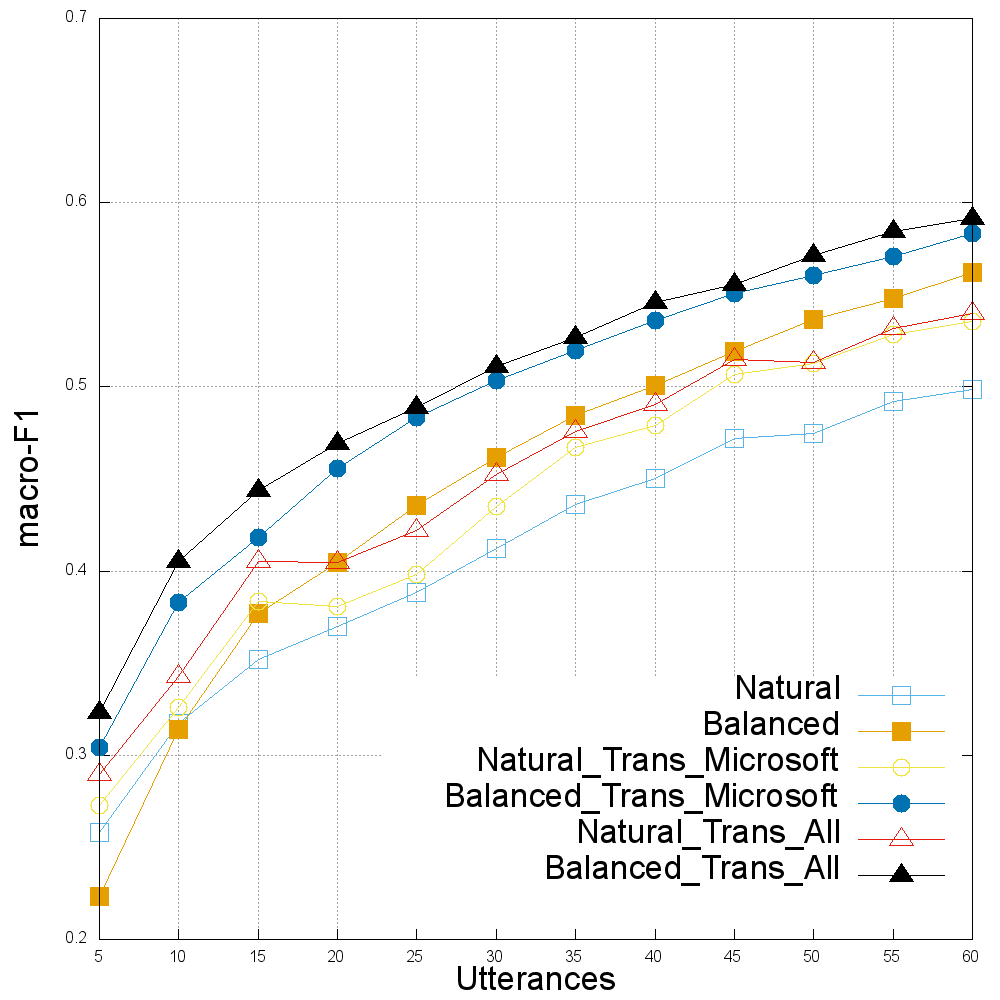 0.7
0.6
0.5
0.4
0.3
0.2
macro-F1
Natural
Balanced
Natural_Trans_Microsoft
Balanced_Trans_Microsoft
Natural_Trans_All
Balanced_Trans_All
5 10 15 20 25 30 35 40 45 50 55 60
Utterances